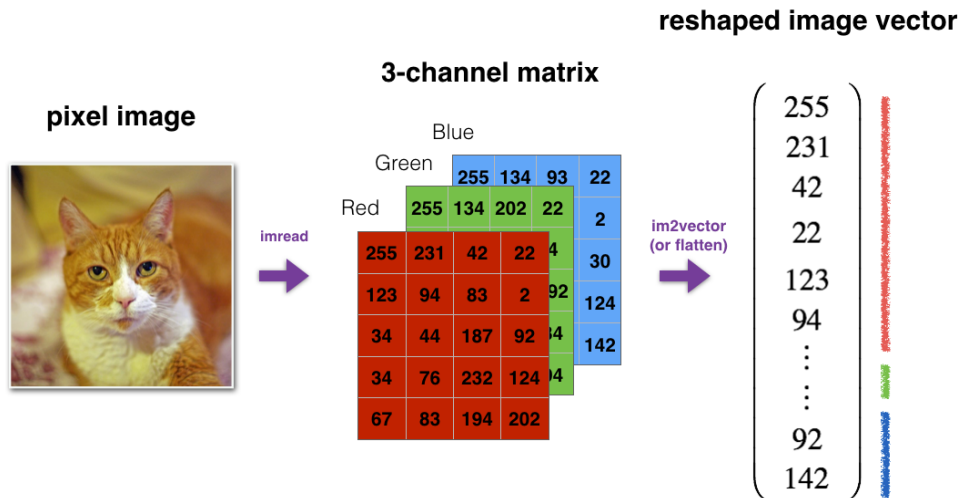 reshaped image vector
3-channel matrix
pixel image
Blue
Green
Red
255 134 93 22
2
30
124
142
255 134 202 22
255 231 42 22
123 94 83 2
34 44 187 92
34 76 232 124
67 83 194 202
imread
im2vector
(or flatten)
255
231
42
22
123
94
⋮
⋮
92
142